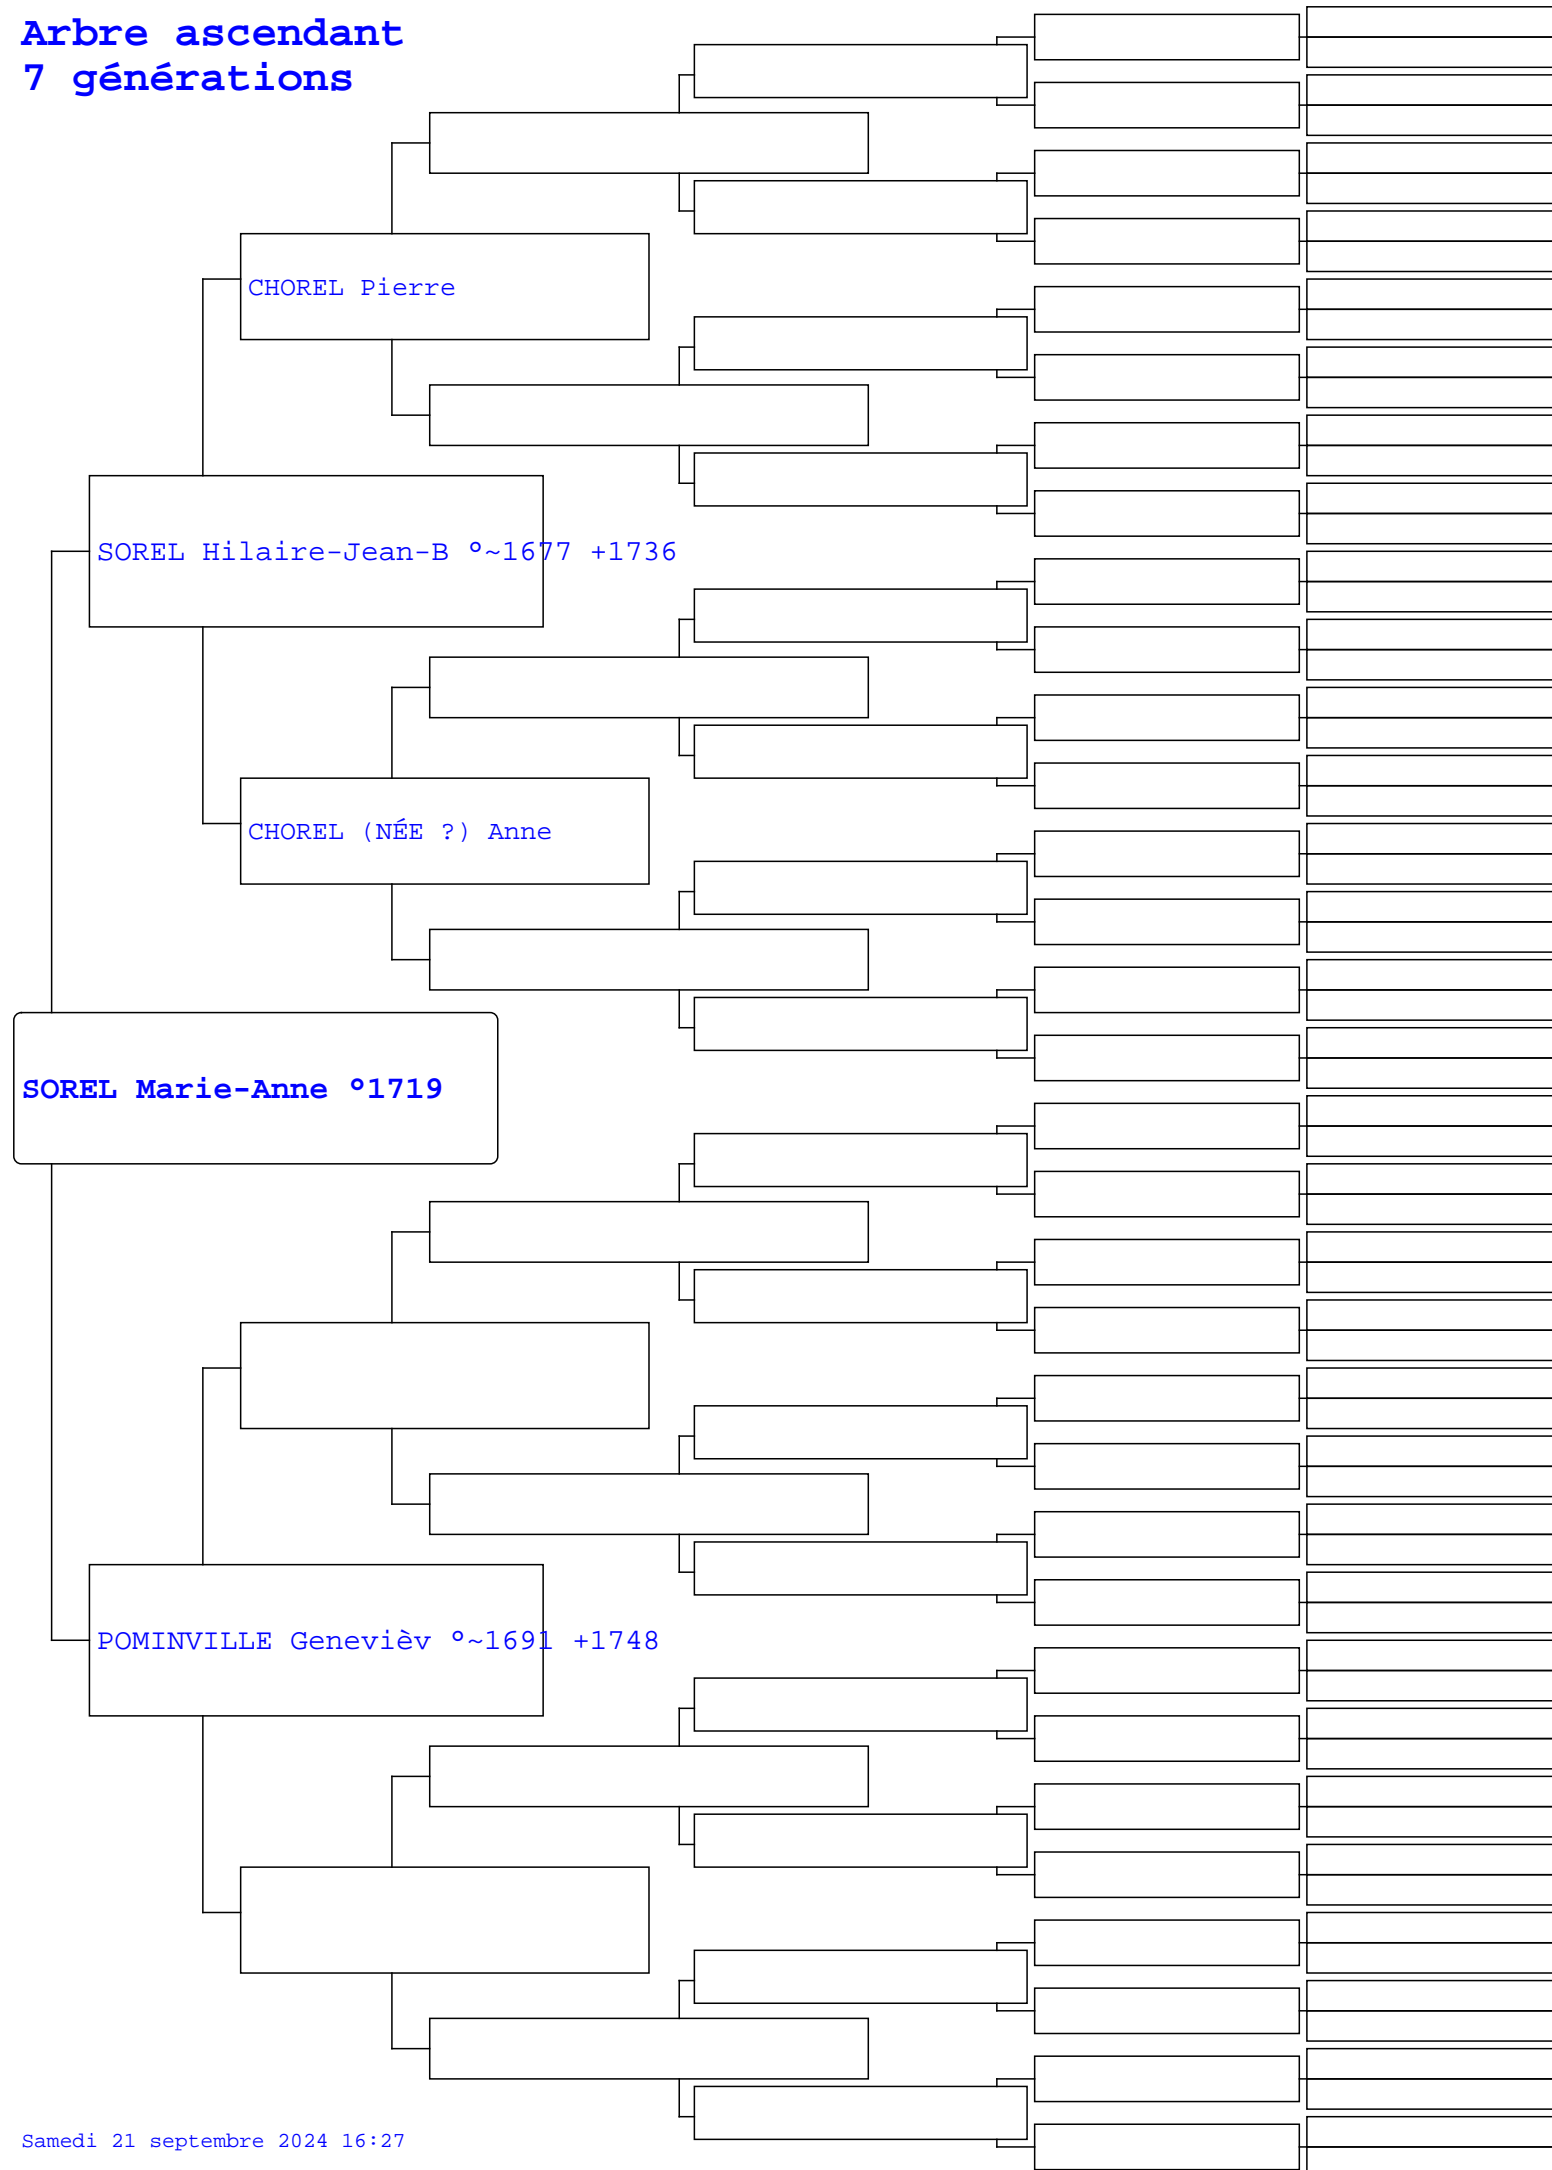 Arbre ascendant
7 générations
CHOREL Pierre
SOREL Hilaire-Jean-B °~1677 +1736
CHOREL (NÉE ?) Anne
SOREL Marie-Anne °1719
POMINVILLE Genevièv °~1691 +1748
Samedi 21 septembre 2024 16:27